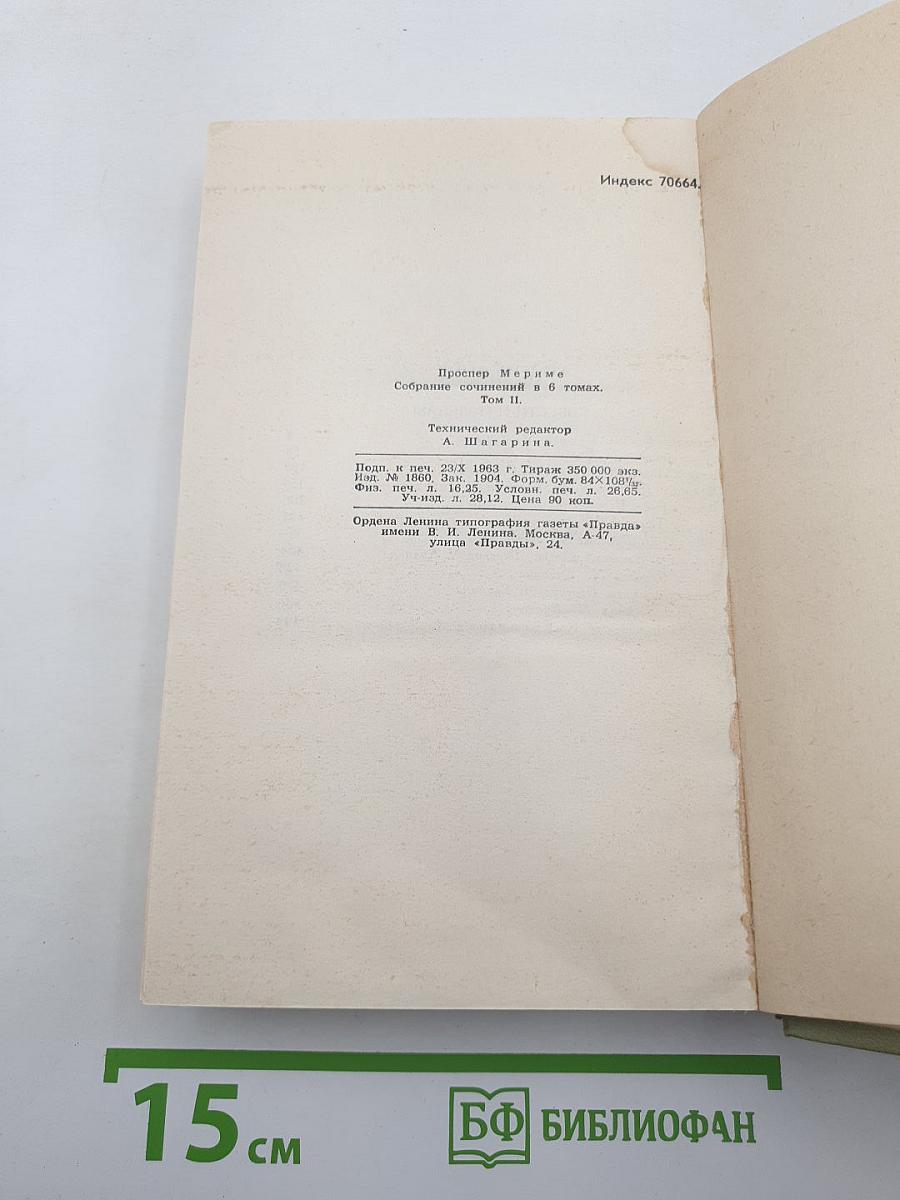 Индекс 70664.
Проспер Мериме
Собрание сочинений в 6 томах.
Том II.
Технический редактор
А. Шагарина.
Подп. к печ. 23/X 1963 г. Тираж 350 000 экз.
Изд. № 1860. Зак. 1904. Форм. бум. 84×108¹/₃₂.
Физ. печ. л. 16,25. Условн. печ. л. 26,65.
Уч-изд. л. 28,12. Цена 90 коп.
Ордена Ленина типография газеты «Правда»
имени В. И. Ленина. Москва, А-47,
улица «Правды», 24.
15 см
БФ БИБЛИОФАН